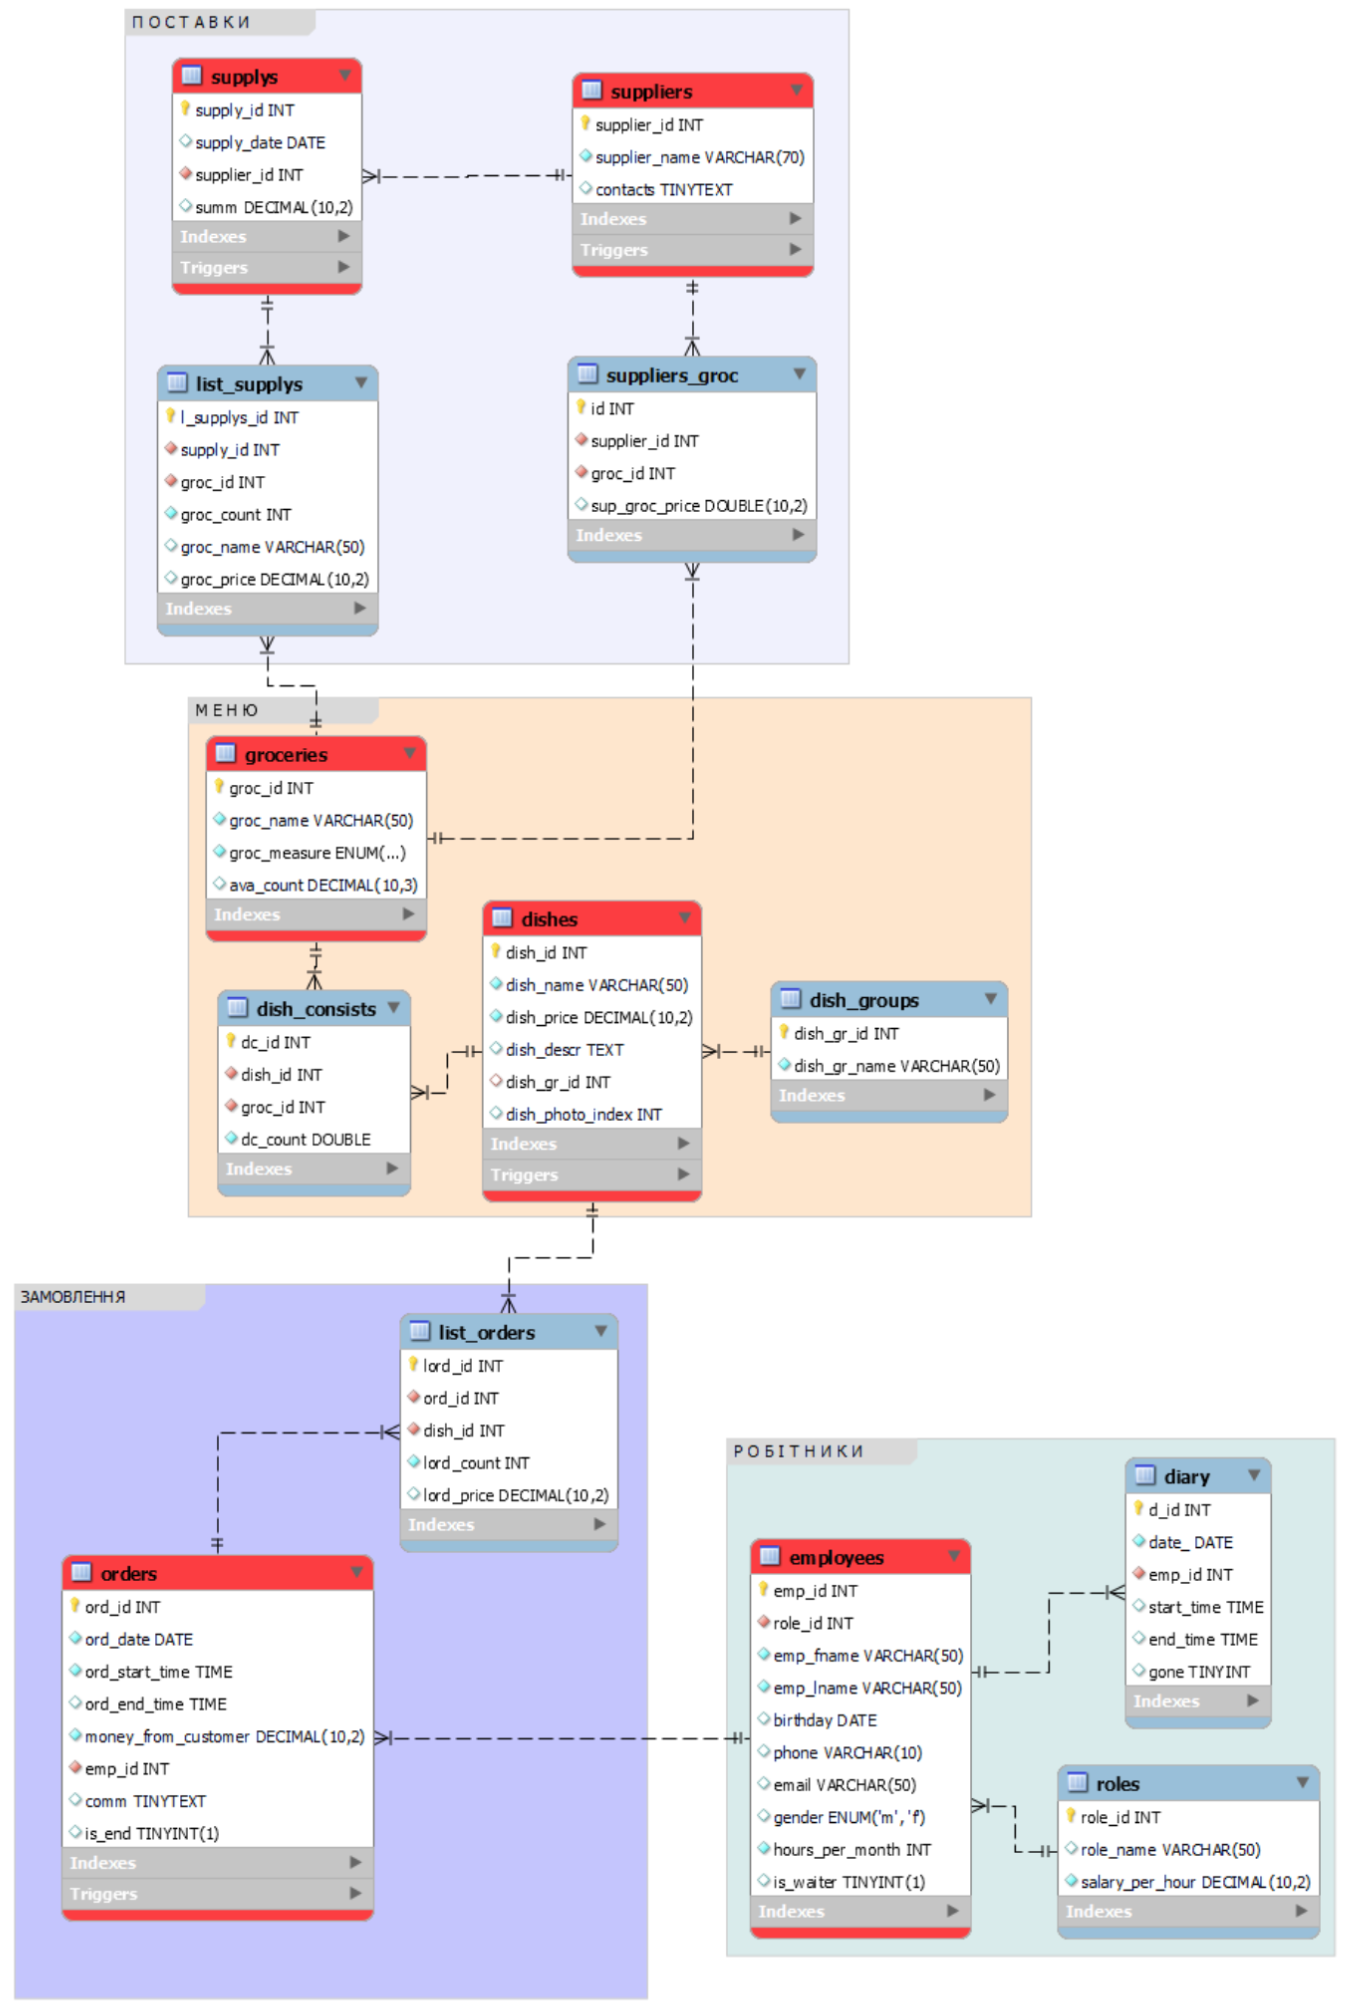 ПОСТАВКИ
supplys
supply_id INT
supply_date DATE
supplier_id INT
summ DECIMAL(10,2)
Indexes
Triggers
suppliers
supplier_id INT
supplier_name VARCHAR(70)
contacts TINYTEXT
Indexes
Triggers
list_supplys
l_supplys_id INT
supply_id INT
groc_id INT
groc_count INT
groc_name VARCHAR(50)
groc_price DECIMAL(10,2)
Indexes
suppliers_groc
id INT
supplier_id INT
groc_id INT
sup_groc_price DOUBLE(10,2)
Indexes
МЕНЮ
groceries
groc_id INT
groc_name VARCHAR(50)
groc_measure ENUM(...)
ava_count DECIMAL(10,3)
Indexes
dishes
dish_id INT
dish_name VARCHAR(50)
dish_price DECIMAL(10,2)
dish_descr TEXT
dish_gr_id INT
dish_photo_index INT
Indexes
Triggers
dish_consists
dc_id INT
dish_id INT
groc_id INT
dc_count DOUBLE
Indexes
dish_groups
dish_gr_id INT
dish_gr_name VARCHAR(50)
Indexes
ЗАМОВЛЕННЯ
list_orders
lord_id INT
ord_id INT
dish_id INT
lord_count INT
lord_price DECIMAL(10,2)
Indexes
orders
ord_id INT
ord_date DATE
ord_start_time TIME
ord_end_time TIME
money_from_customer DECIMAL(10,2)
emp_id INT
comm TINYTEXT
is_end TINYINT(1)
Indexes
Triggers
РОБІТНИКИ
employees
emp_id INT
role_id INT
emp_fname VARCHAR(50)
emp_lname VARCHAR(50)
birthday DATE
phone VARCHAR(10)
email VARCHAR(50)
gender ENUM('m', 'f')
hours_per_month INT
is_waiter TINYINT(1)
Indexes
diary
d_id INT
date_ DATE
emp_id INT
start_time TIME
end_time TIME
gone TINYINT
Indexes
roles
role_id INT
role_name VARCHAR(50)
salary_per_hour DECIMAL(10,2)
Indexes